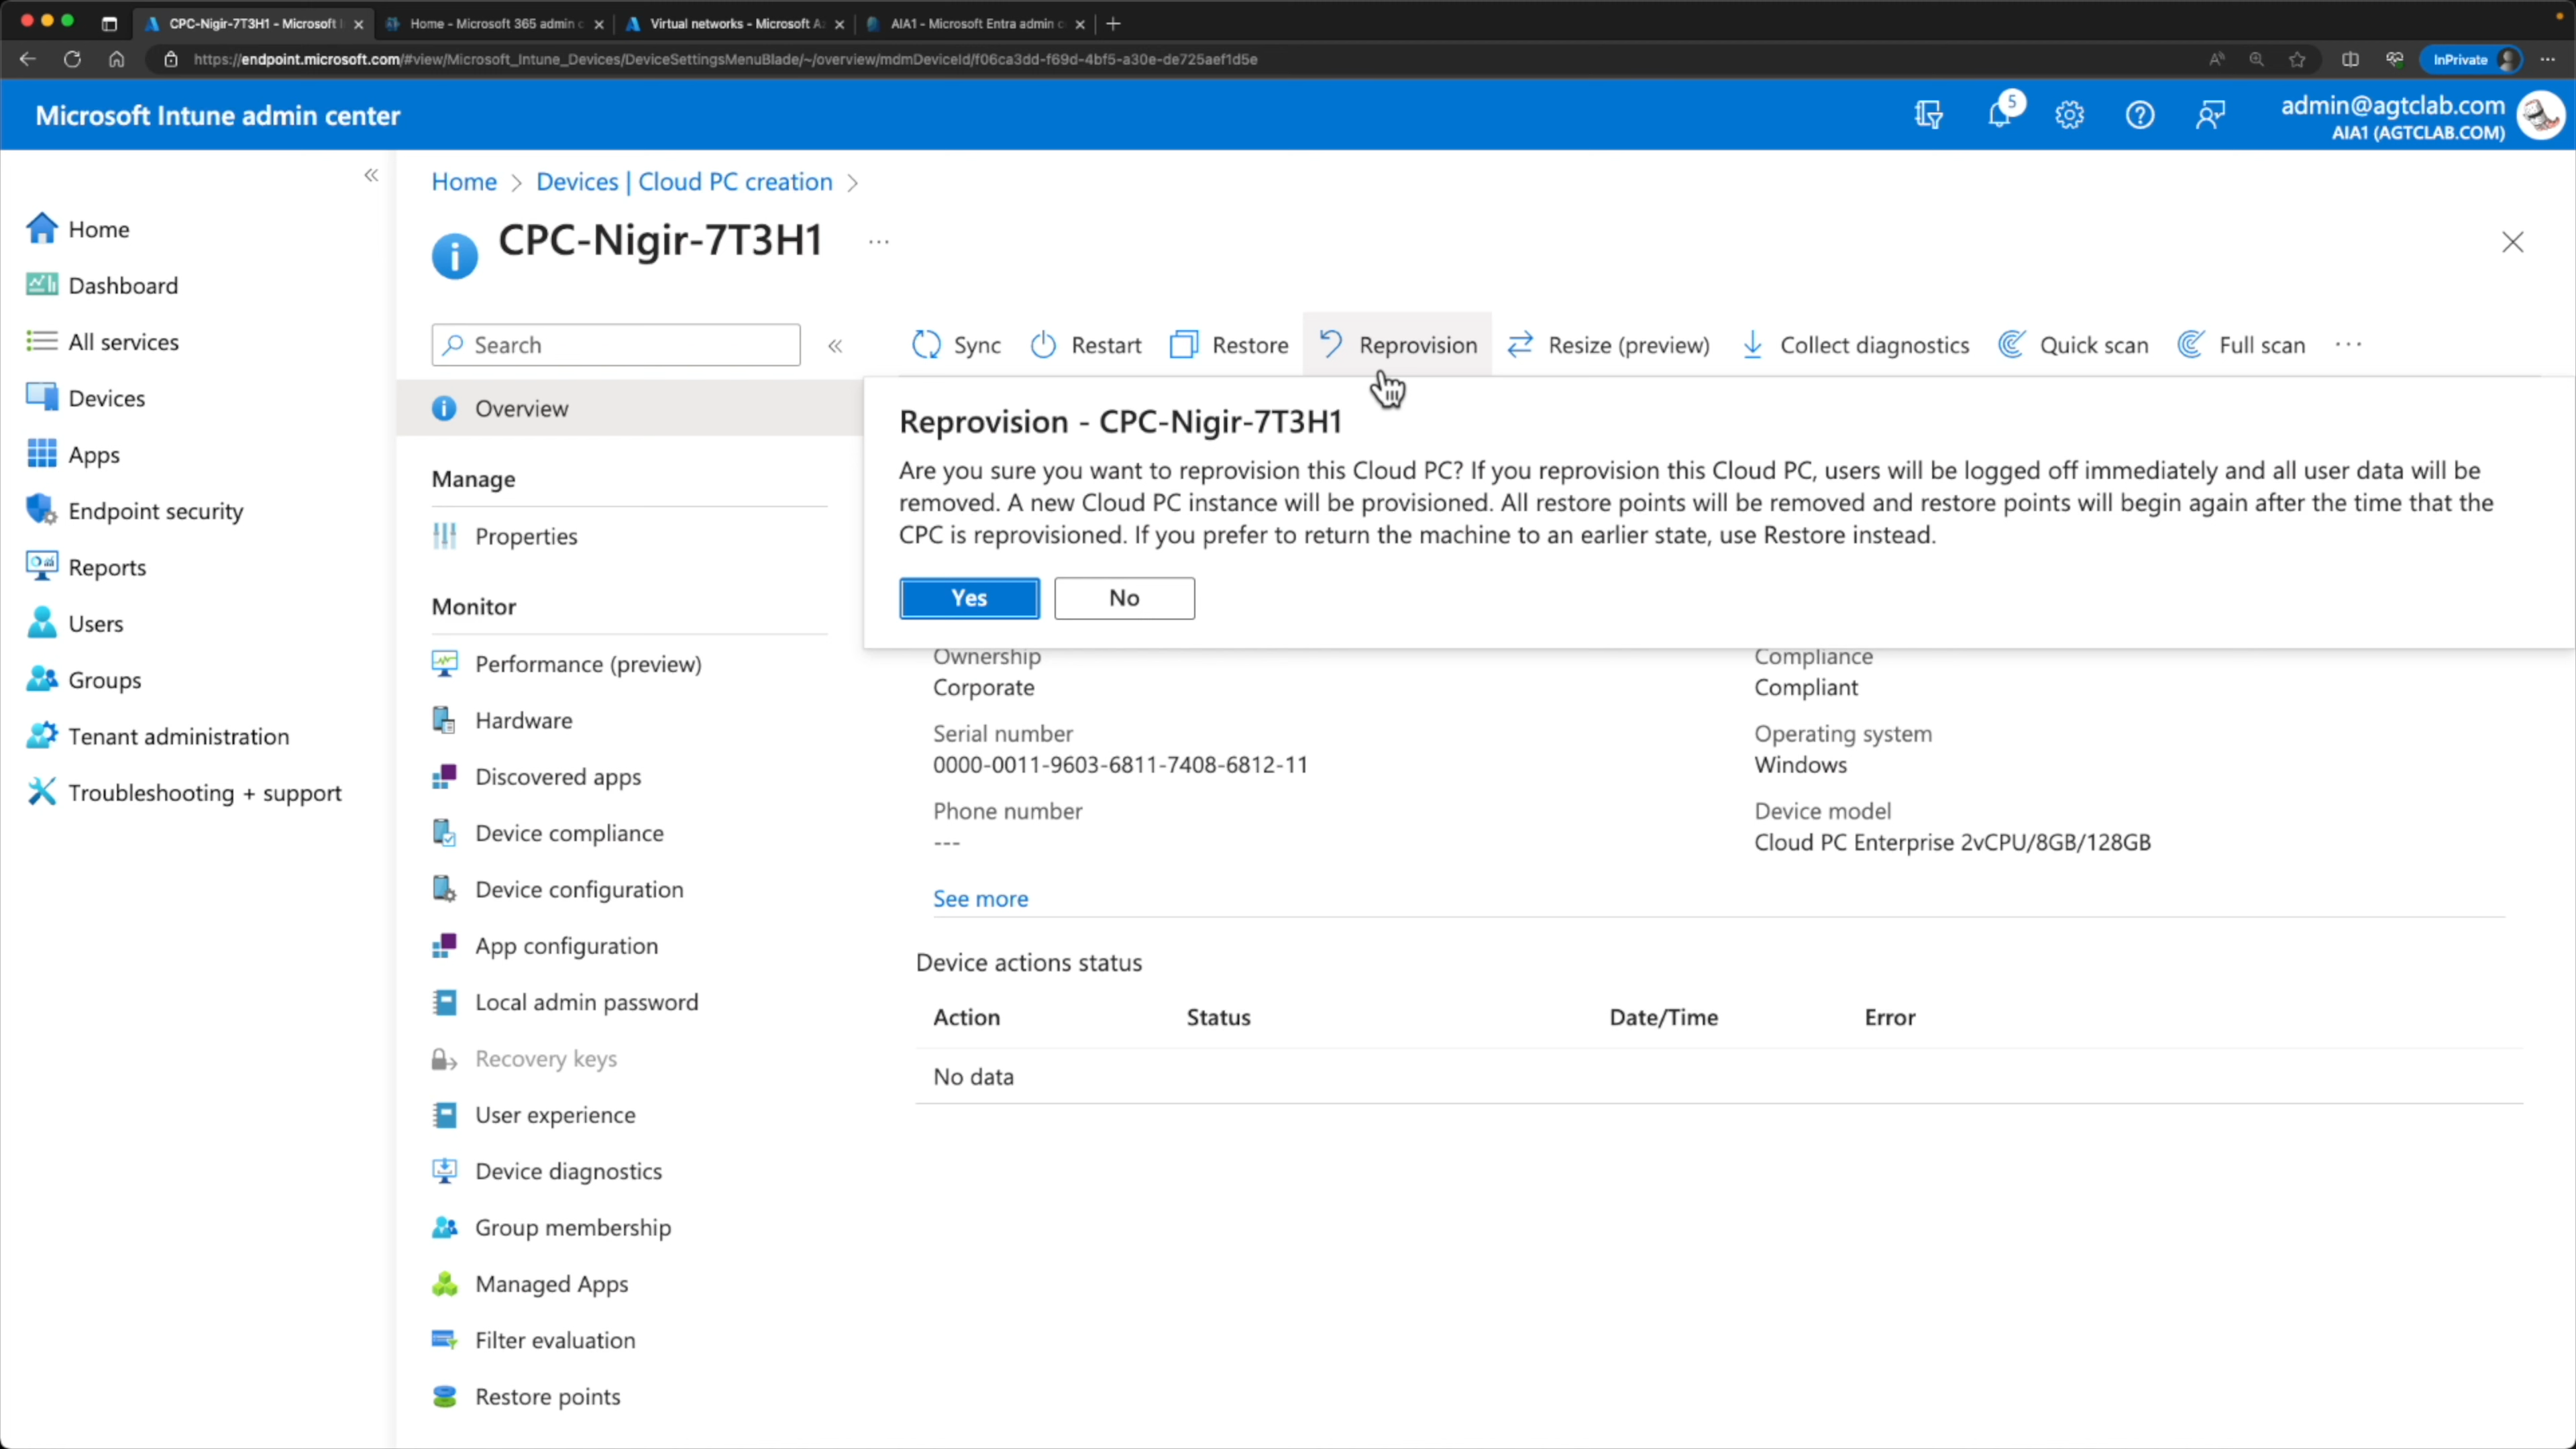 CPC-Nigir-7T3H1 - Microsoft I
Home - Microsoft 365 admin c
Virtual networks - Microsoft A
AIA1 - Microsoft Entra admin c
https://endpoint.microsoft.com/#view/Microsoft_Intune_Devices/DeviceSettingsMenuBlade/~/overview/mdmDeviceId/f06ca3dd-f69d-4bf5-a30e-de725aef1d5e
InPrivate
Microsoft Intune admin center
5
admin@agtclab.com
AIA1 (AGTCLAB.COM)
Home > Devices | Cloud PC creation >
CPC-Nigir-7T3H1 ...
Home
Dashboard
All services
Devices
Apps
Endpoint security
Reports
Users
Groups
Tenant administration
Troubleshooting + support
Search
Overview
Manage
Properties
Monitor
Performance (preview)
Hardware
Discovered apps
Device compliance
Device configuration
App configuration
Local admin password
Recovery keys
User experience
Device diagnostics
Group membership
Managed Apps
Filter evaluation
Restore points
Sync Restart Restore Reprovision Resize (preview) Collect diagnostics Quick scan Full scan ...
Reprovision - CPC-Nigir-7T3H1
Are you sure you want to reprovision this Cloud PC? If you reprovision this Cloud PC, users will be logged off immediately and all user data will be
removed. A new Cloud PC instance will be provisioned. All restore points will be removed and restore points will begin again after the time that the
CPC is reprovisioned. If you prefer to return the machine to an earlier state, use Restore instead.
Yes No
Ownership
Corporate
Serial number
0000-0011-9603-6811-7408-6812-11
Phone number
---
Compliance
Compliant
Operating system
Windows
Device model
Cloud PC Enterprise 2vCPU/8GB/128GB
See more
Device actions status
Action Status Date/Time Error
No data